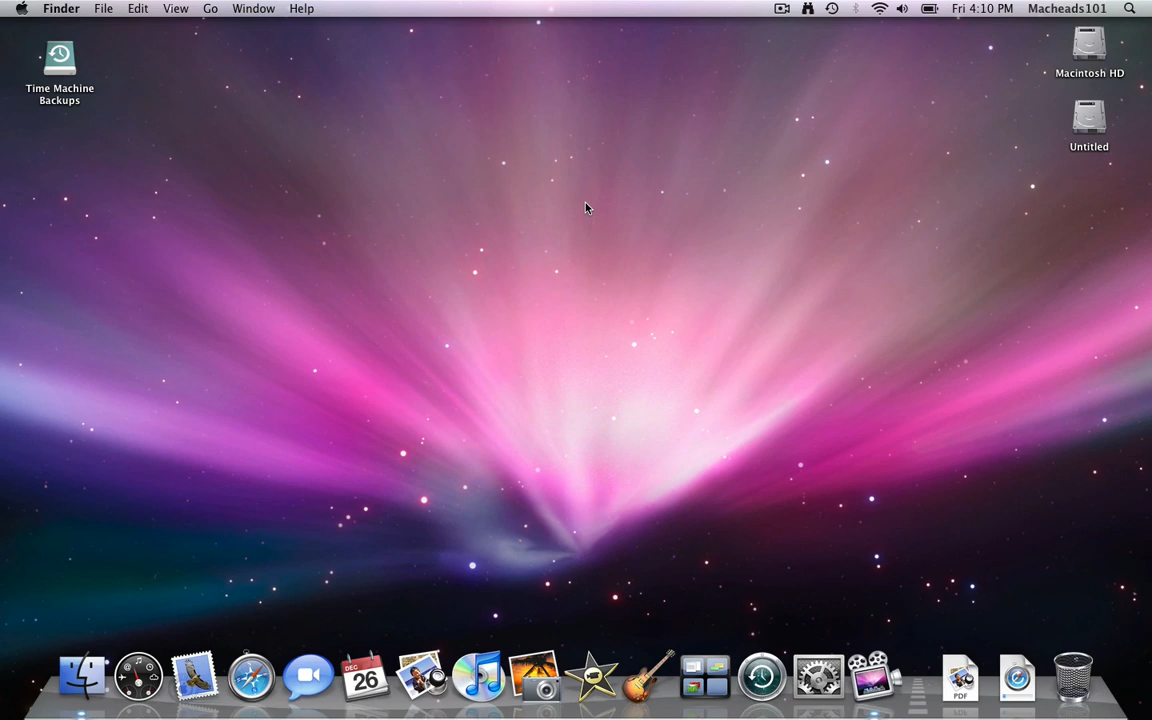 Finder File Edit View Go Window Help Fri 4:10 PM Macheads101
Time Machine
Backups
Macintosh HD
Untitled
DEC
26
PDF